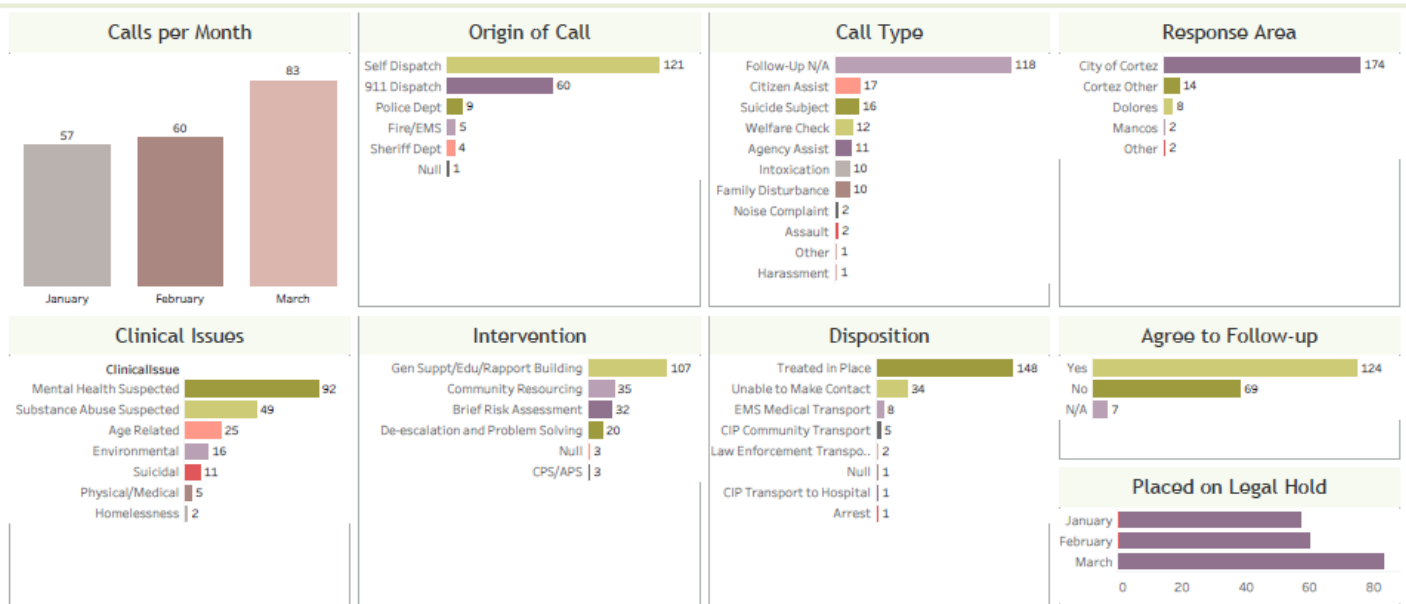 Calls per Month
57
60
83
January
February
March
Origin of Call
Self Dispatch 121
911 Dispatch 60
Police Dept 9
Fire/EMS 5
Sheriff Dept 4
Null 1
Call Type
Follow-Up N/A 118
Citizen Assist 17
Suicide Subject 16
Welfare Check 12
Agency Assist 11
Intoxication 10
Family Disturbance 10
Noise Complaint 2
Assault 2
Other 1
Harassment 1
Response Area
City of Cortez 174
Cortez Other 14
Dolores 8
Mancos 2
Other 2
Clinical Issues
ClinicalIssue
Mental Health Suspected 92
Substance Abuse Suspected 49
Age Related 25
Environmental 16
Suicidal 11
Physical/Medical 5
Homelessness 2
Intervention
Gen Suppt/Edu/Rapport Building 107
Community Resourcing 35
Brief Risk Assessment 32
De-escalation and Problem Solving 20
Null 3
CPS/APS 3
Disposition
Treated in Place 148
Unable to Make Contact 34
EMS Medical Transport 8
CIP Community Transport 5
Law Enforcement Transpo.. 2
Null 1
CIP Transport to Hospital 1
Arrest 1
Agree to Follow-up
Yes 124
No 69
N/A 7
Placed on Legal Hold
January
February
March
0 20 40 60 80